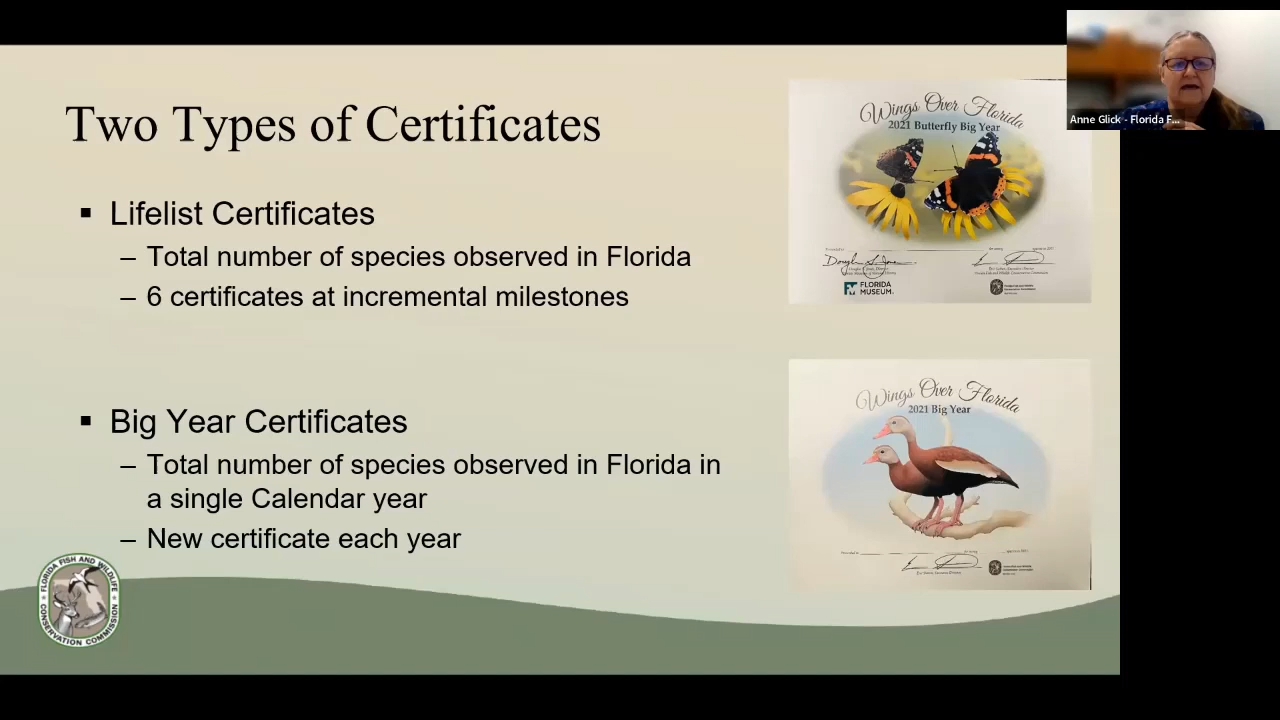 Two Types of Certificates
▪ Lifelist Certificates
– Total number of species observed in Florida
– 6 certificates at incremental milestones
▪ Big Year Certificates
– Total number of species observed in Florida in
a single Calendar year
– New certificate each year
Wings Over Florida
2021 Butterfly Big Year
FLORIDA
MUSEUM.
Wings Over Florida
2021 Big Year
Anne Glick - Florida F...
FLORIDA FISH AND WILDLIFE
CONSERVATION COMMISSION